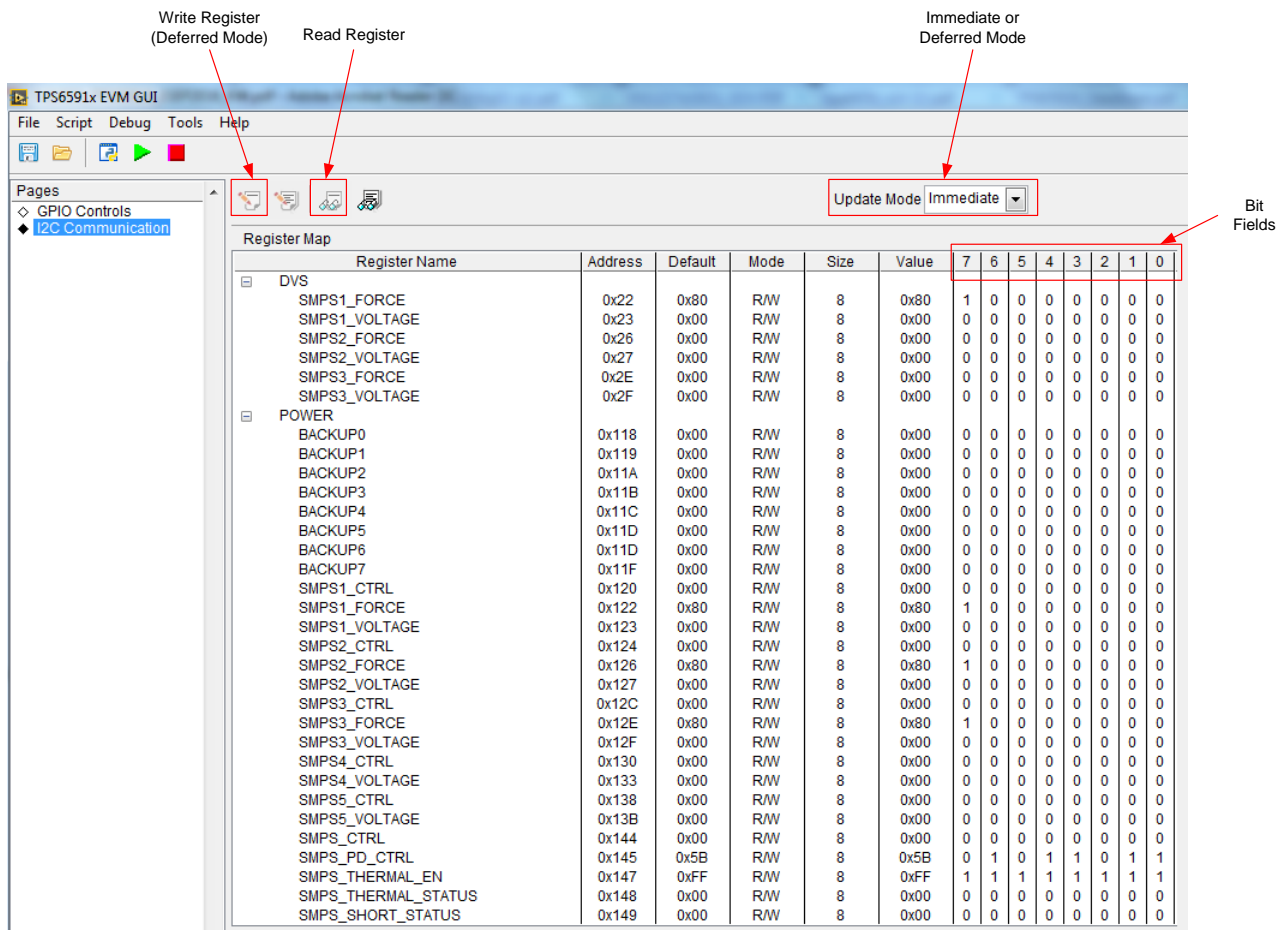 Write Register
(Deferred Mode)
Read Register
Immediate or
Deferred Mode
TPS6591x EVM GUI
File Script Debug Tools Help
Pages
GPIO Controls
I2C Communication
Update Mode Immediate
Bit
Fields
Register Map
Register Name Address Default Mode Size Value 7 6 5 4 3 2 1 0
DVS
SMPS1_FORCE 0x22 0x80 R/W 8 0x80 1 0 0 0 0 0 0 0
SMPS1_VOLTAGE 0x23 0x00 R/W 8 0x00 0 0 0 0 0 0 0 0
SMPS2_FORCE 0x26 0x00 R/W 8 0x00 0 0 0 0 0 0 0 0
SMPS2_VOLTAGE 0x27 0x00 R/W 8 0x00 0 0 0 0 0 0 0 0
SMPS3_FORCE 0x2E 0x00 R/W 8 0x00 0 0 0 0 0 0 0 0
SMPS3_VOLTAGE 0x2F 0x00 R/W 8 0x00 0 0 0 0 0 0 0 0
POWER
BACKUP0 0x118 0x00 R/W 8 0x00 0 0 0 0 0 0 0 0
BACKUP1 0x119 0x00 R/W 8 0x00 0 0 0 0 0 0 0 0
BACKUP2 0x11A 0x00 R/W 8 0x00 0 0 0 0 0 0 0 0
BACKUP3 0x11B 0x00 R/W 8 0x00 0 0 0 0 0 0 0 0
BACKUP4 0x11C 0x00 R/W 8 0x00 0 0 0 0 0 0 0 0
BACKUP5 0x11D 0x00 R/W 8 0x00 0 0 0 0 0 0 0 0
BACKUP6 0x11D 0x00 R/W 8 0x00 0 0 0 0 0 0 0 0
BACKUP7 0x11F 0x00 R/W 8 0x00 0 0 0 0 0 0 0 0
SMPS1_CTRL 0x120 0x00 R/W 8 0x00 0 0 0 0 0 0 0 0
SMPS1_FORCE 0x122 0x80 R/W 8 0x80 1 0 0 0 0 0 0 0
SMPS1_VOLTAGE 0x123 0x00 R/W 8 0x00 0 0 0 0 0 0 0 0
SMPS2_CTRL 0x124 0x00 R/W 8 0x00 0 0 0 0 0 0 0 0
SMPS2_FORCE 0x126 0x80 R/W 8 0x80 1 0 0 0 0 0 0 0
SMPS2_VOLTAGE 0x127 0x00 R/W 8 0x00 0 0 0 0 0 0 0 0
SMPS3_CTRL 0x12C 0x00 R/W 8 0x00 0 0 0 0 0 0 0 0
SMPS3_FORCE 0x12E 0x80 R/W 8 0x80 1 0 0 0 0 0 0 0
SMPS3_VOLTAGE 0x12F 0x00 R/W 8 0x00 0 0 0 0 0 0 0 0
SMPS4_CTRL 0x130 0x00 R/W 8 0x00 0 0 0 0 0 0 0 0
SMPS4_VOLTAGE 0x133 0x00 R/W 8 0x00 0 0 0 0 0 0 0 0
SMPS5_CTRL 0x138 0x00 R/W 8 0x00 0 0 0 0 0 0 0 0
SMPS5_VOLTAGE 0x13B 0x00 R/W 8 0x00 0 0 0 0 0 0 0 0
SMPS_CTRL 0x144 0x00 R/W 8 0x00 0 0 0 0 0 0 0 0
SMPS_PD_CTRL 0x145 0x5B R/W 8 0x5B 0 1 0 1 1 0 1 1
SMPS_THERMAL_EN 0x147 0xFF R/W 8 0xFF 1 1 1 1 1 1 1 1
SMPS_THERMAL_STATUS 0x148 0x00 R/W 8 0x00 0 0 0 0 0 0 0 0
SMPS_SHORT_STATUS 0x149 0x00 R/W 8 0x00 0 0 0 0 0 0 0 0